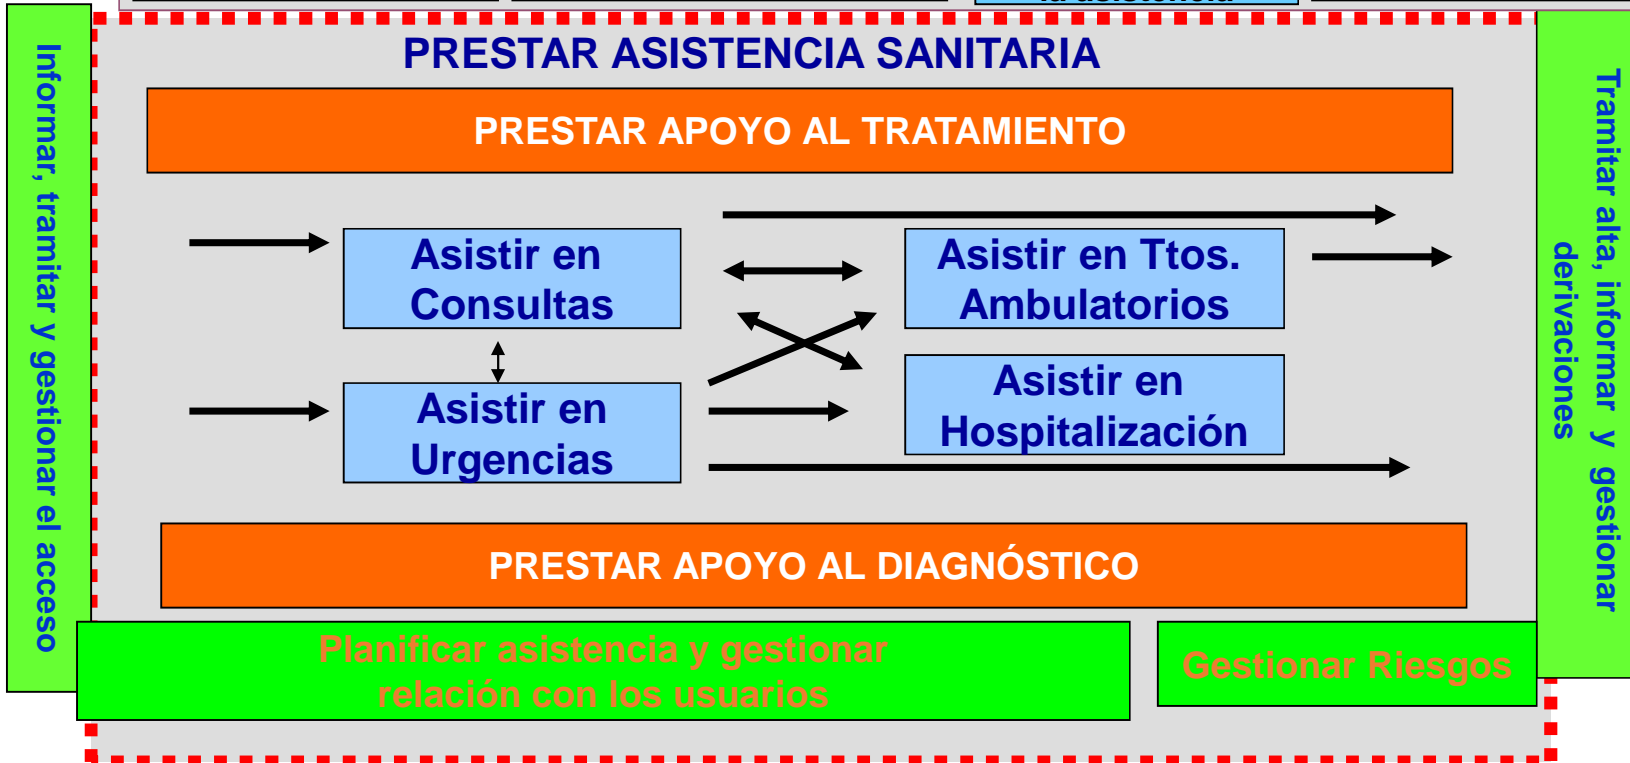 la asistencia
PRESTAR ASISTENCIA SANITARIA
Informar, tramitar y gestionar el acceso
PRESTAR APOYO AL TRATAMIENTO
Asistir en
Consultas
Asistir en Ttos.
Ambulatorios
Asistir en
Urgencias
Asistir en
Hospitalización
PRESTAR APOYO AL DIAGNÓSTICO
Planificar asistencia y gestionar
relación con los usuarios
Gestionar Riesgos
Tramitar alta, informar y gestionar
derivaciones